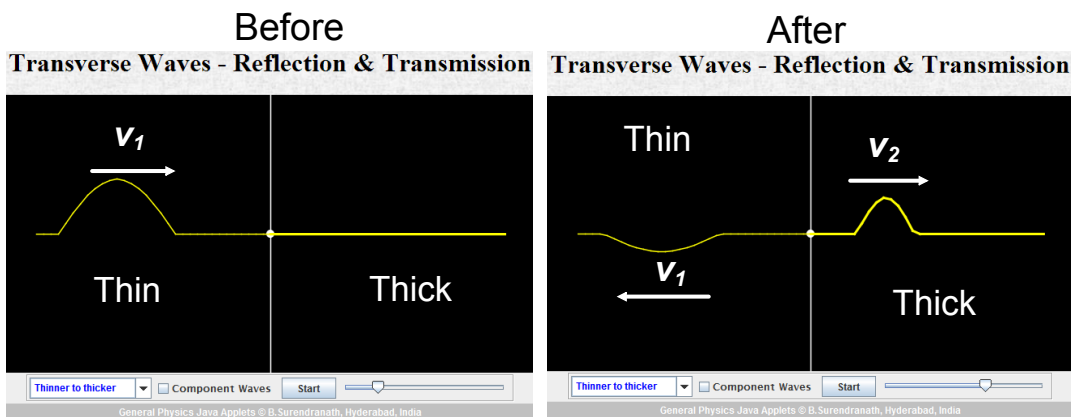 Before
Transverse Waves - Reflection & Transmission
v1
Thin
Thick
Thinner to thicker
Component Waves
Start
General Physics Java Applets © B.Surendranath, Hyderabad, India
After
Transverse Waves - Reflection & Transmission
Thin
v2
v1
Thick
Thinner to thicker
Component Waves
Start
General Physics Java Applets © B.Surendranath, Hyderabad, India